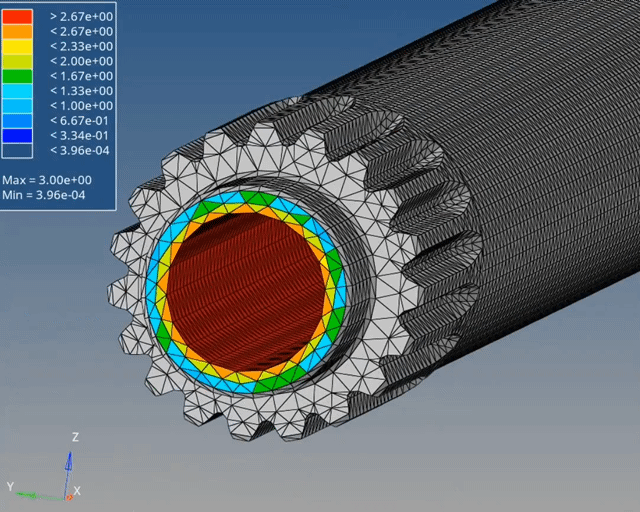 > 2.67e+00
< 2.67e+00
< 2.33e+00
< 2.00e+00
< 1.67e+00
< 1.33e+00
< 1.00e+00
< 6.67e-01
< 3.34e-01
< 3.96e-04
Max = 3.00e+00
Min = 3.96e-04
Z
Y
X